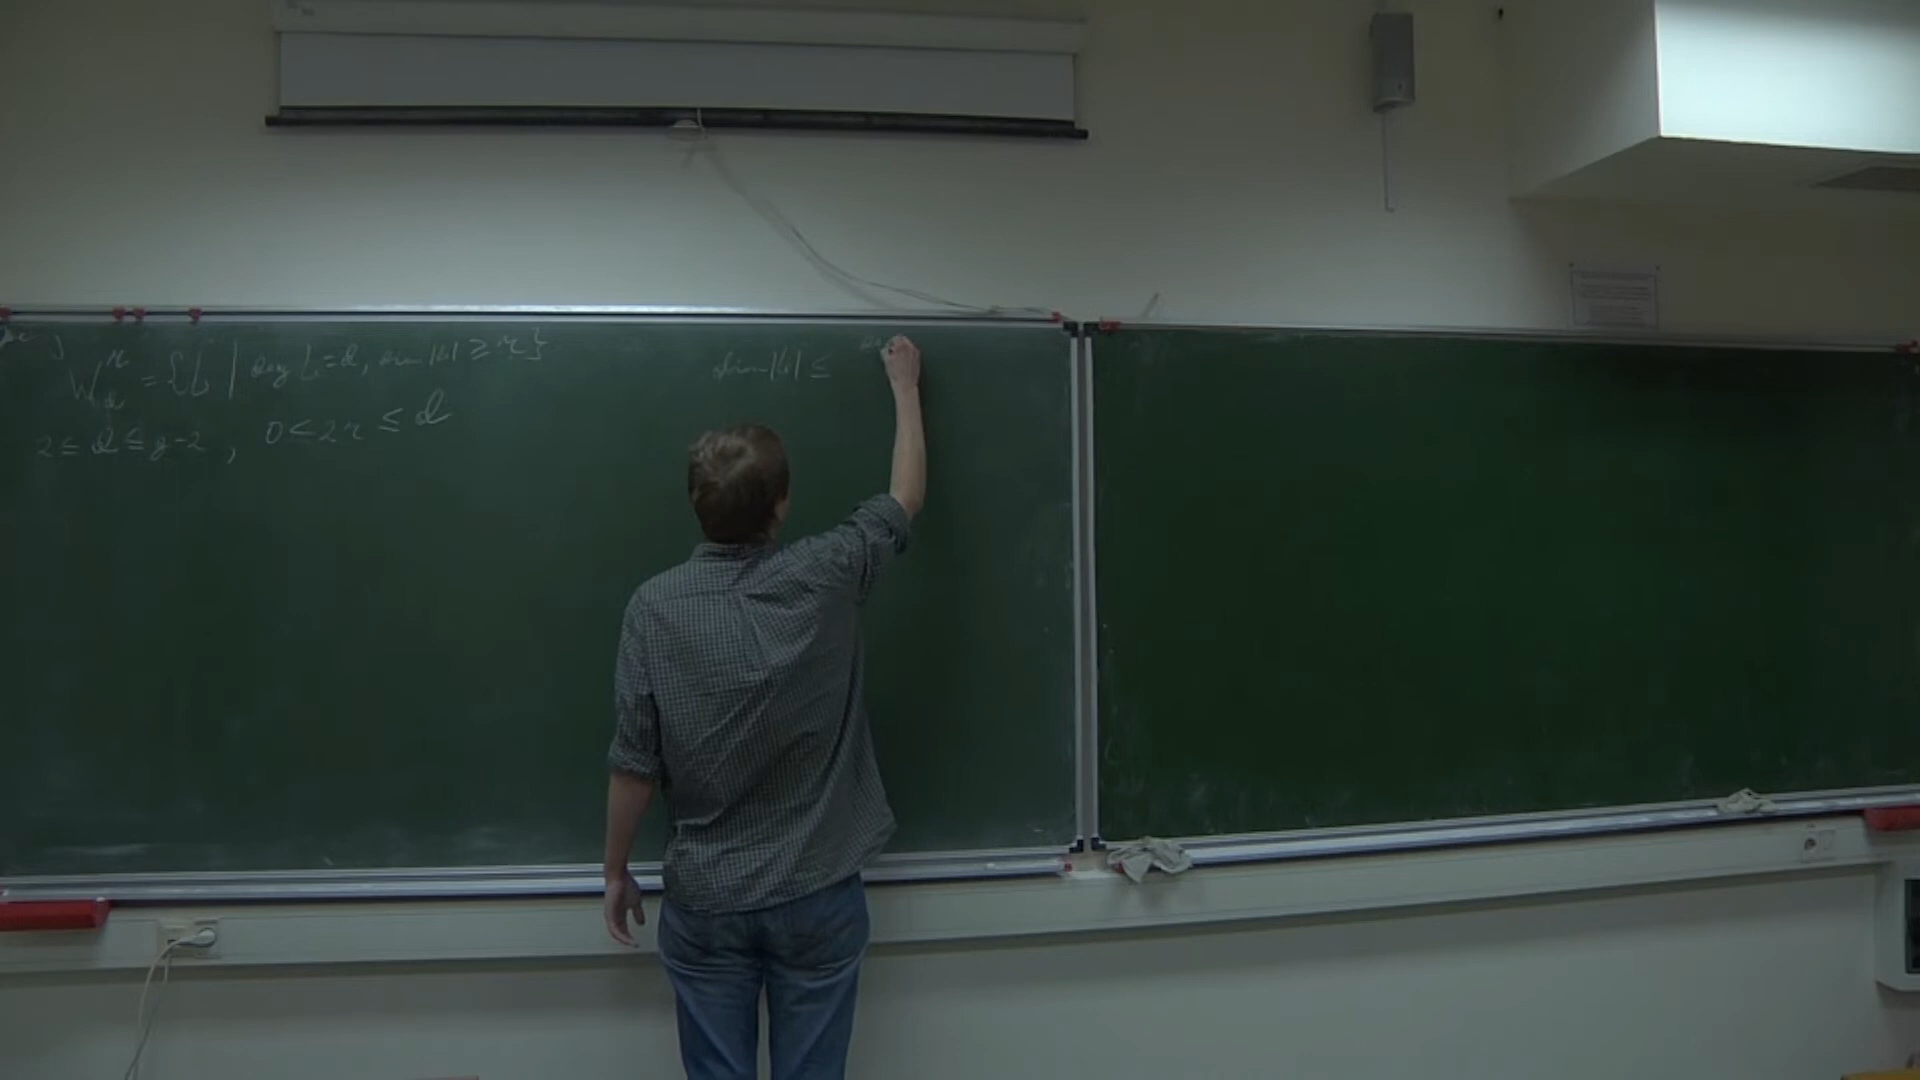 W_d^r = {L | deg L = d, dim |L| ≥ r}
2 ≤ d ≤ g-2 , 0 < 2r ≤ d
dim |L| ≤